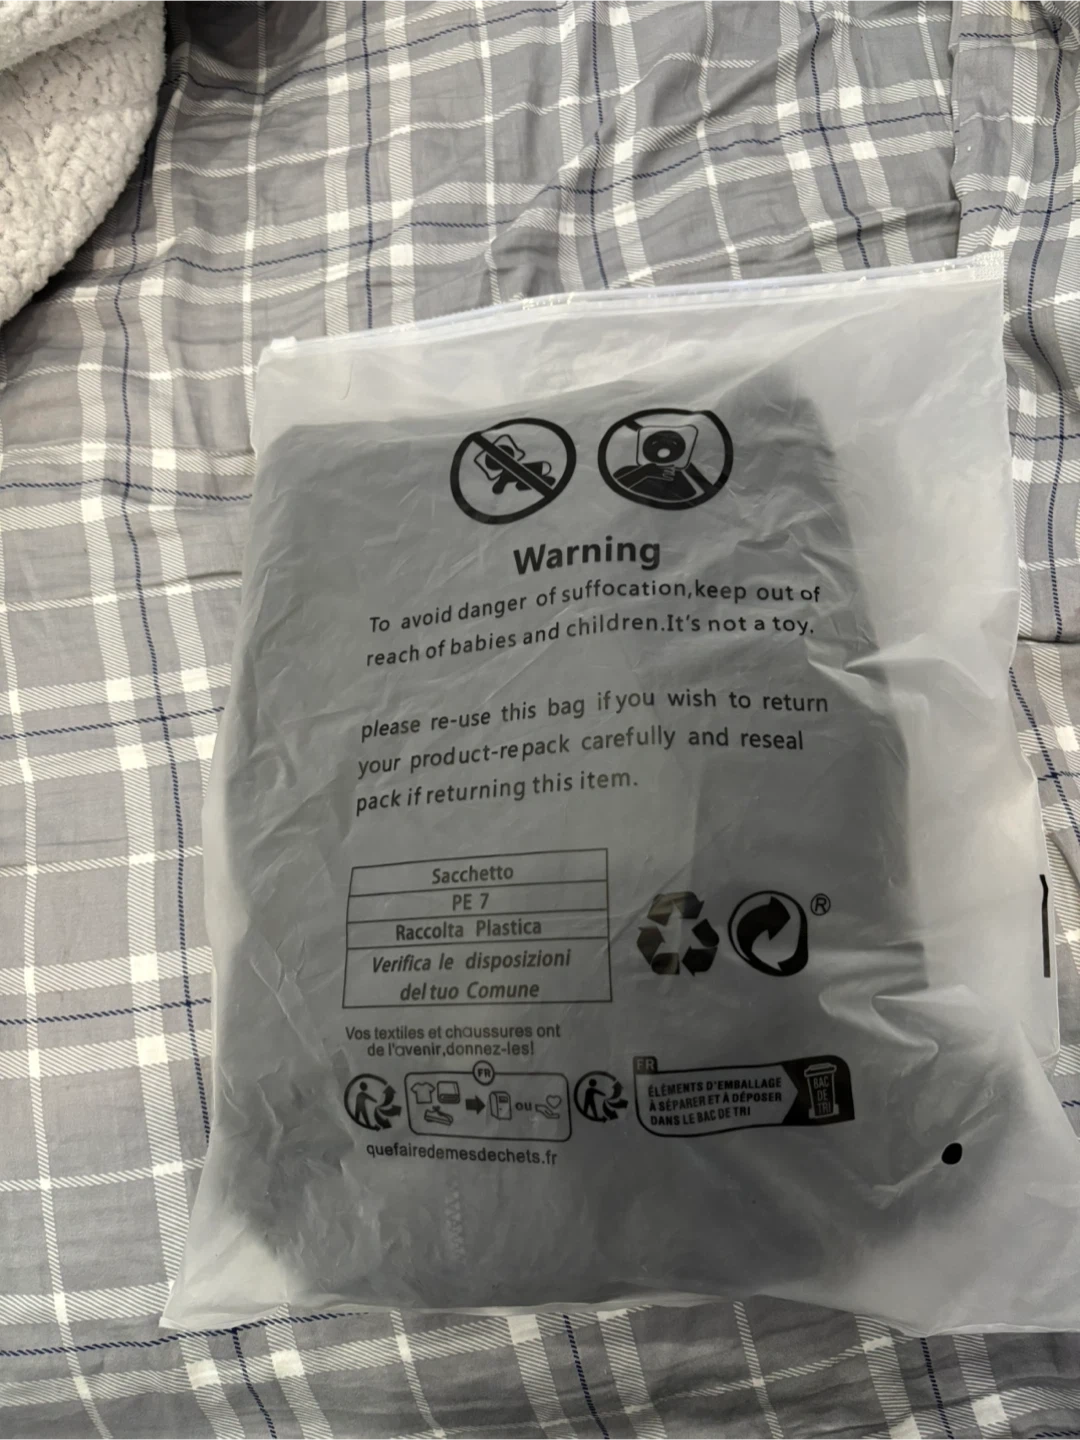 Warning
To avoid danger of suffocation,keep out of
reach of babies and children.It's not a toy.
please re-use this bag if you wish to return
your product-repack carefully and reseal
pack if returning this item.
Sacchetto
PE 7
Raccolta Plastica
Verifica le disposizioni
del tuo Comune
®
Vos textiles et chaussures ont
de l'avenir,donnez-les!
FR
ou
quefairedemesdechets.fr
FR
ÉLÉMENTS D'EMBALLAGE
À SÉPARER ET À DÉPOSER
DANS LE BAC DE TRI
BAC
DE
TRI